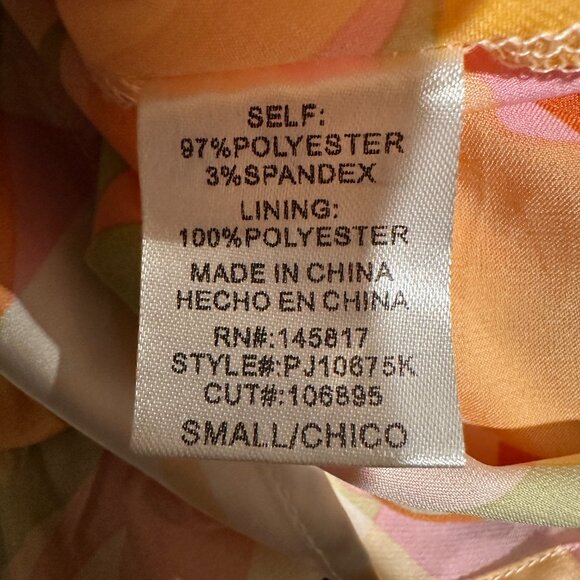 SELF:
97%POLYESTER
3%SPANDEX
LINING:
100%POLYESTER
MADE IN CHINA
HECHO EN CHINA
RN#:145817
STYLE#:PJ10675K
CUT#:106895
SMALL/CHICO